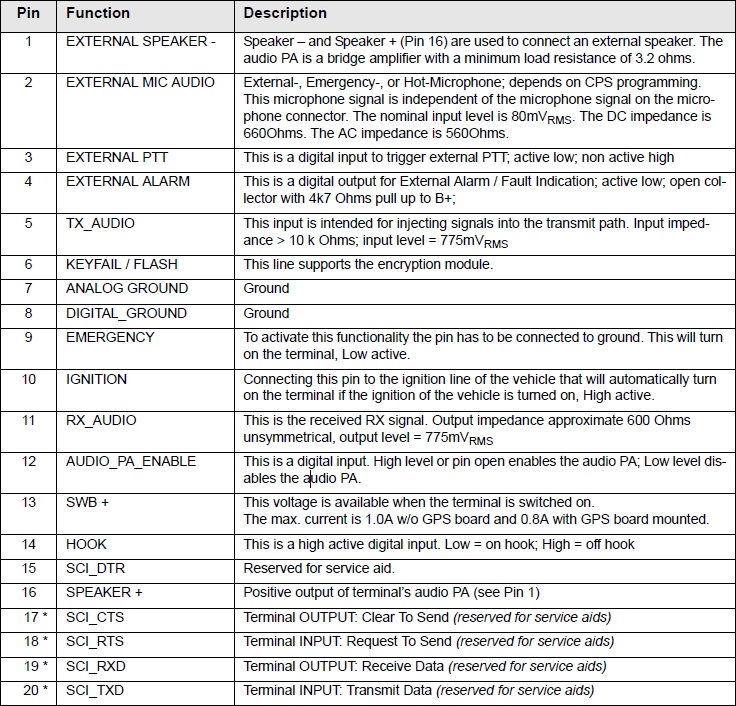 Pin Function Description
1 EXTERNAL SPEAKER - Speaker – and Speaker + (Pin 16) are used to connect an external speaker. The
audio PA is a bridge amplifier with a minimum load resistance of 3.2 ohms.
2 EXTERNAL MIC AUDIO External-, Emergency-, or Hot-Microphone; depends on CPS programming.
This microphone signal is independent of the microphone signal on the micro-
phone connector. The nominal input level is 80mVRMS. The DC impedance is
660Ohms. The AC impedance is 560Ohms.
3 EXTERNAL PTT This is a digital input to trigger external PTT; active low; non active high
4 EXTERNAL ALARM This is a digital output for External Alarm / Fault Indication; active low; open col-
lector with 4k7 Ohms pull up to B+;
5 TX_AUDIO This input is intended for injecting signals into the transmit path. Input imped-
ance > 10 k Ohms; input level = 775mVRMS
6 KEYFAIL / FLASH This line supports the encryption module.
7 ANALOG GROUND Ground
8 DIGITAL_GROUND Ground
9 EMERGENCY To activate this functionality the pin has to be connected to ground. This will turn
on the terminal, Low active.
10 IGNITION Connecting this pin to the ignition line of the vehicle that will automatically turn
on the terminal if the ignition of the vehicle is turned on, High active.
11 RX_AUDIO This is the received RX signal. Output impedance approximate 600 Ohms
unsymmetrical, output level = 775mVRMS
12 AUDIO_PA_ENABLE This is a digital input. High level or pin open enables the audio PA; Low level dis-
ables the audio PA.
13 SWB + This voltage is available when the terminal is switched on.
The max. current is 1.0A w/o GPS board and 0.8A with GPS board mounted.
14 HOOK This is a high active digital input. Low = on hook; High = off hook
15 SCI_DTR Reserved for service aid.
16 SPEAKER + Positive output of terminal's audio PA (see Pin 1)
17 * SCI_CTS Terminal OUTPUT: Clear To Send (reserved for service aids)
18 * SCI_RTS Terminal INPUT: Request To Send (reserved for service aids)
19 * SCI_RXD Terminal OUTPUT: Receive Data (reserved for service aids)
20 * SCI_TXD Terminal INPUT: Transmit Data (reserved for service aids)